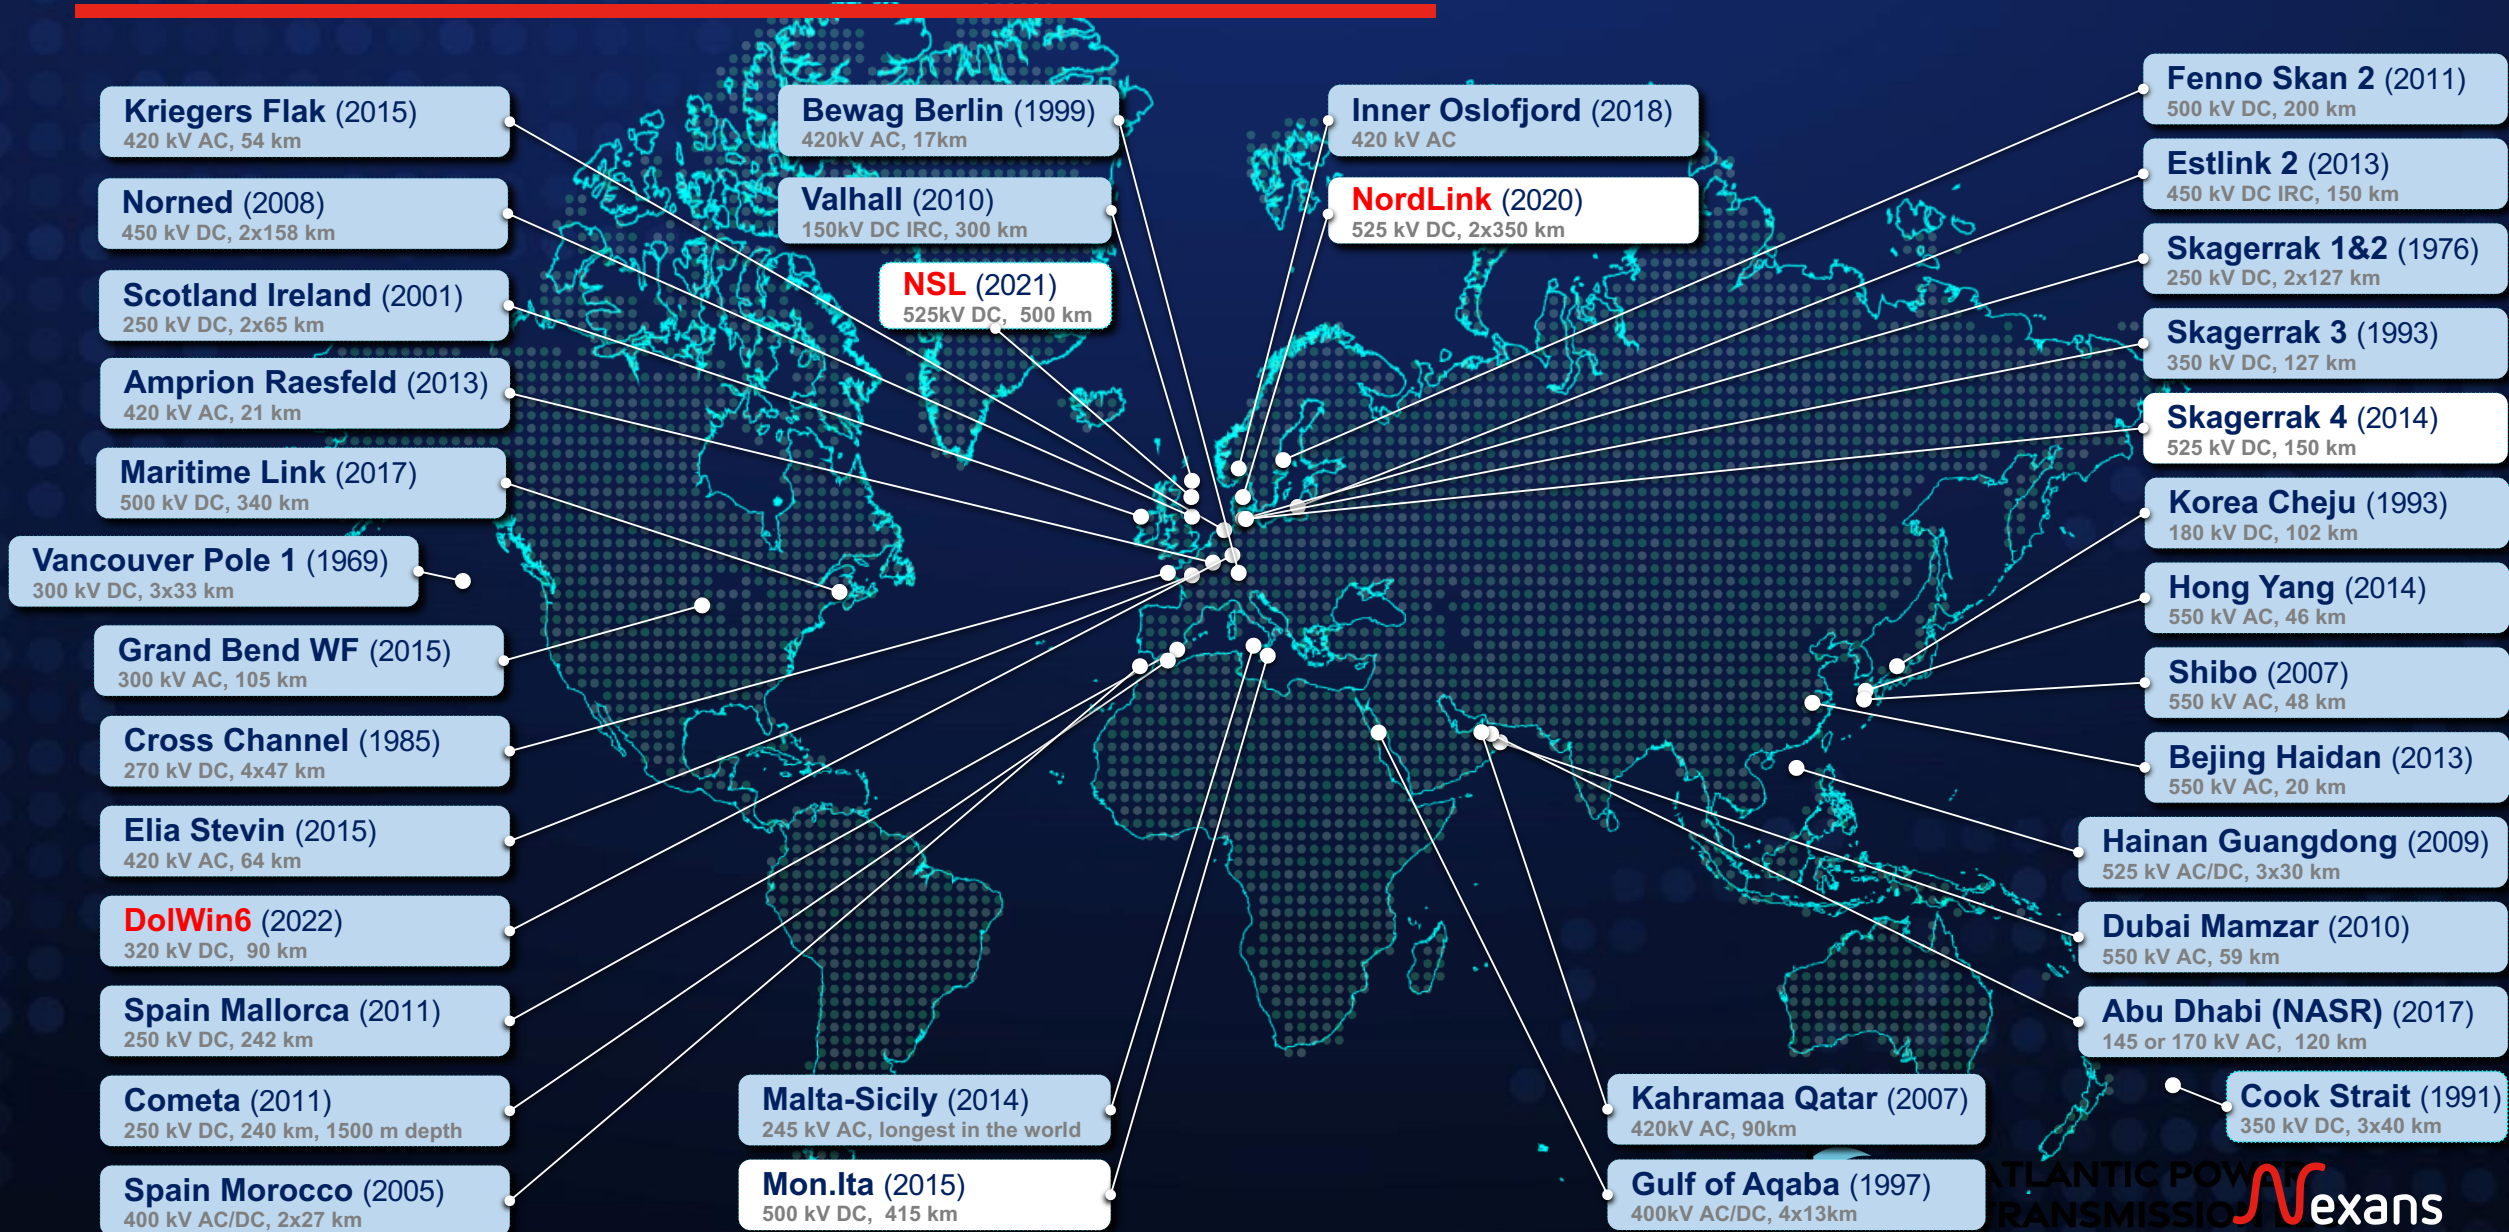 Kriegers Flak (2015)
420 kV AC, 54 km
Norned (2008)
450 kV DC, 2x158 km
Scotland Ireland (2001)
250 kV DC, 2x65 km
Amprion Raesfeld (2013)
420 kV AC, 21 km
Maritime Link (2017)
500 kV DC, 340 km
Vancouver Pole 1 (1969)
300 kV DC, 3x33 km
Grand Bend WF (2015)
300 kV AC, 105 km
Cross Channel (1985)
270 kV DC, 4x47 km
Elia Stevin (2015)
420 kV AC, 64 km
DolWin6 (2022)
320 kV DC, 90 km
Spain Mallorca (2011)
250 kV DC, 242 km
Cometa (2011)
250 kV DC, 240 km, 1500 m depth
Spain Morocco (2005)
400 kV AC/DC, 2x27 km
Bewag Berlin (1999)
420kV AC, 17km
Valhall (2010)
150kV DC IRC, 300 km
NSL (2021)
525kV DC, 500 km
Malta-Sicily (2014)
245 kV AC, longest in the world
Mon.Ita (2015)
500 kV DC, 415 km
Inner Oslofjord (2018)
420 kV AC
NordLink (2020)
525 kV DC, 2x350 km
Kahramaa Qatar (2007)
420kV AC, 90km
Gulf of Aqaba (1997)
400kV AC/DC, 4x13km
Fenno Skan 2 (2011)
500 kV DC, 200 km
Estlink 2 (2013)
450 kV DC IRC, 150 km
Skagerrak 1&2 (1976)
250 kV DC, 2x127 km
Skagerrak 3 (1993)
350 kV DC, 127 km
Skagerrak 4 (2014)
525 kV DC, 150 km
Korea Cheju (1993)
180 kV DC, 102 km
Hong Yang (2014)
550 kV AC, 46 km
Shibo (2007)
550 kV AC, 48 km
Bejing Haidan (2013)
550 kV AC, 20 km
Hainan Guangdong (2009)
525 kV AC/DC, 3x30 km
Dubai Mamzar (2010)
550 kV AC, 59 km
Abu Dhabi (NASR) (2017)
145 or 170 kV AC, 120 km
Cook Strait (1991)
350 kV DC, 3x40 km
ATLANTIC POWER
TRANSMISSION
Nexans